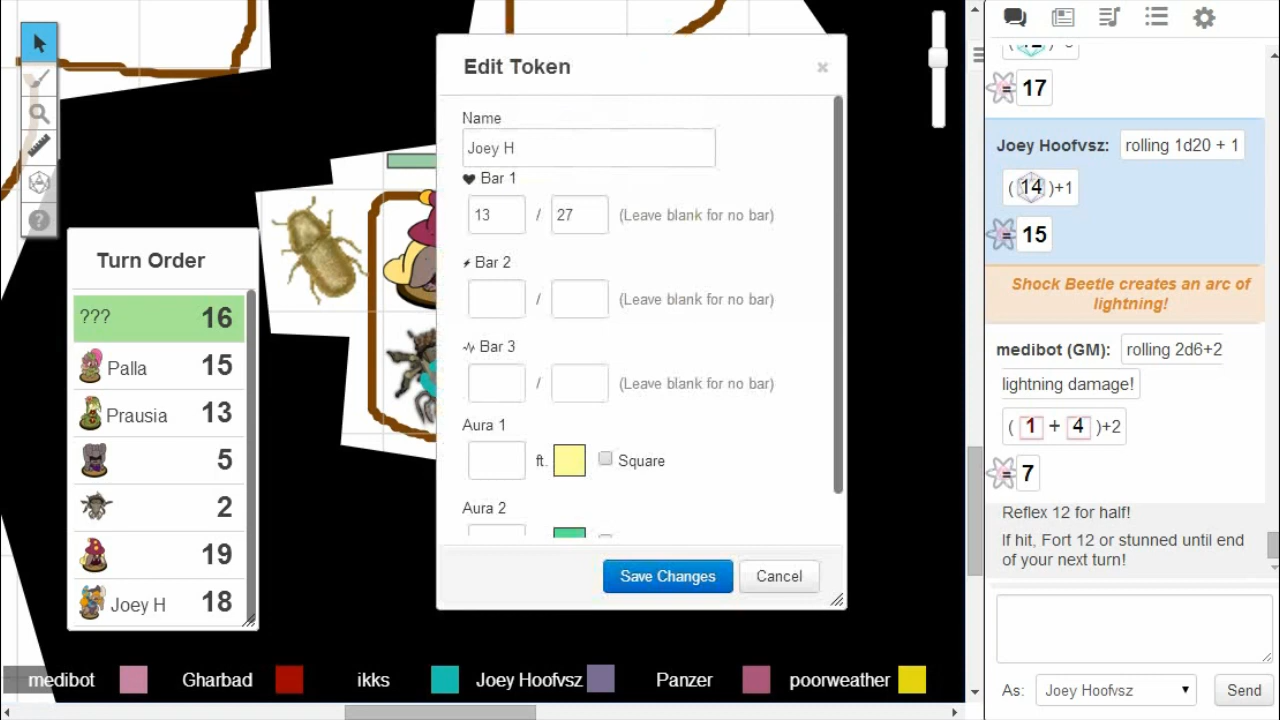 Edit Token
×
Name
Joey H
Bar 1
13 / 27 (Leave blank for no bar)
Bar 2
/ (Leave blank for no bar)
Bar 3
/ (Leave blank for no bar)
Aura 1
ft. Square
Aura 2
Save Changes Cancel
?
Turn Order
??? 16
Palla 15
Prausia 13
5
2
19
Joey H 18
medibot Gharbad ikks Joey Hoofvsz Panzer poorweather
= 17
Joey Hoofvsz: rolling 1d20 + 1
( 14 )+1
= 15
Shock Beetle creates an arc of
lightning!
medibot (GM): rolling 2d6+2
lightning damage!
( 1 + 4 )+2
= 7
Reflex 12 for half!
If hit, Fort 12 or stunned until end
of your next turn!
As: Joey Hoofvsz Send